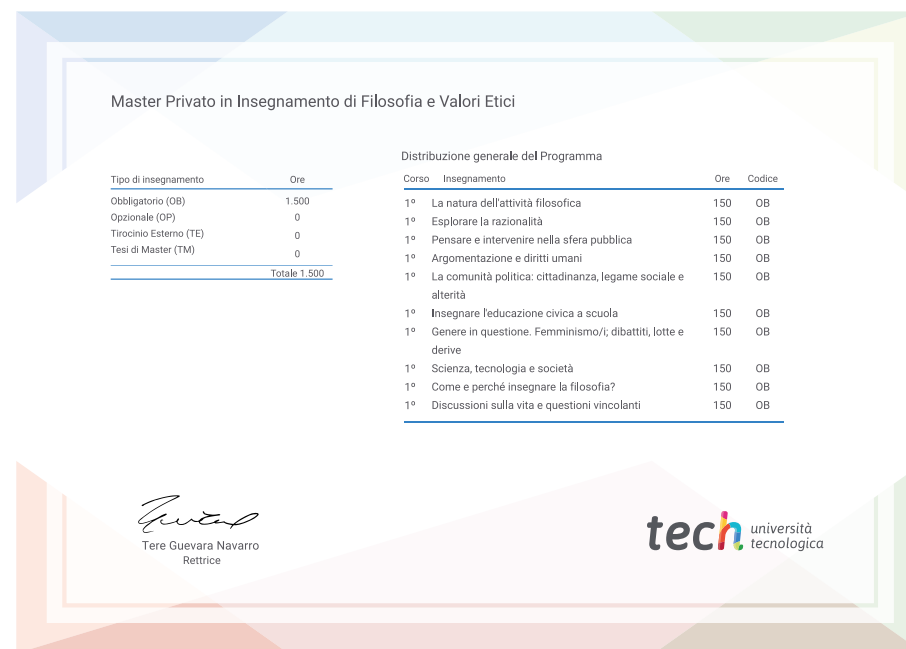 Master Privato in Insegnamento di Filosofia e Valori Etici
Tipo di insegnamento Ore
Obbligatorio (OB) 1.500
Opzionale (OP) 0
Tirocinio Esterno (TE) 0
Tesi di Master (TM) 0
Totale 1.500
Distribuzione generale del Programma
Corso Insegnamento Ore Codice
1º La natura dell'attività filosofica 150 OB
1º Esplorare la razionalità 150 OB
1º Pensare e intervenire nella sfera pubblica 150 OB
1º Argomentazione e diritti umani 150 OB
1º La comunità politica: cittadinanza, legame sociale e 150 OB
alterità
1º Insegnare l'educazione civica a scuola 150 OB
1º Genere in questione. Femminismo/i; dibattiti, lotte e 150 OB
derive
1º Scienza, tecnologia e società 150 OB
1º Come e perché insegnare la filosofia? 150 OB
1º Discussioni sulla vita e questioni vincolanti 150 OB
Tere Guevara Navarro
Rettrice
tech università
tecnologica